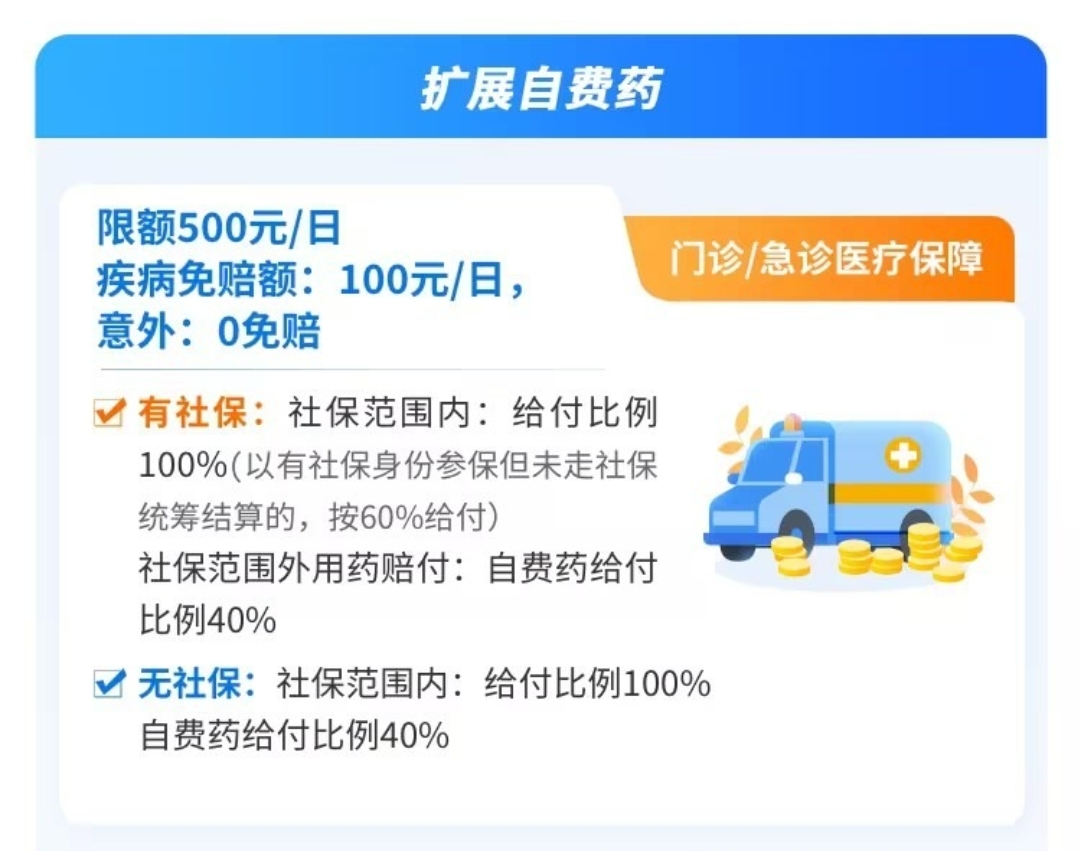 扩展自费药
限额500元/日
疾病免赔额：100元/日，
意外：0免赔
门诊/急诊医疗保障
有社保：社保范围内：给付比例
100%(以有社保身份参保但未走社保
统筹结算的，按60%给付）
社保范围外用药赔付：自费药给付
比例40%
无社保：社保范围内：给付比例100%
自费药给付比例40%